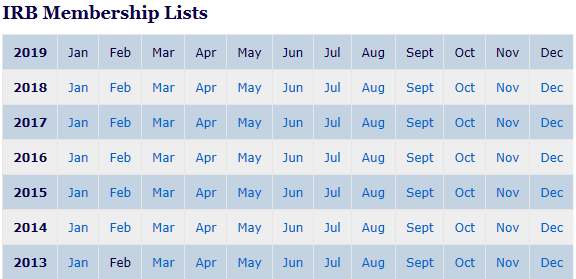 IRB Membership Lists
2019 Jan Feb Mar Apr May Jun Jul Aug Sept Oct Nov Dec
2018 Jan Feb Mar Apr May Jun Jul Aug Sept Oct Nov Dec
2017 Jan Feb Mar Apr May Jun Jul Aug Sept Oct Nov Dec
2016 Jan Feb Mar Apr May Jun Jul Aug Sept Oct Nov Dec
2015 Jan Feb Mar Apr May Jun Jul Aug Sept Oct Nov Dec
2014 Jan Feb Mar Apr May Jun Jul Aug Sept Oct Nov Dec
2013 Jan Feb Mar Apr May Jun Jul Aug Sept Oct Nov Dec